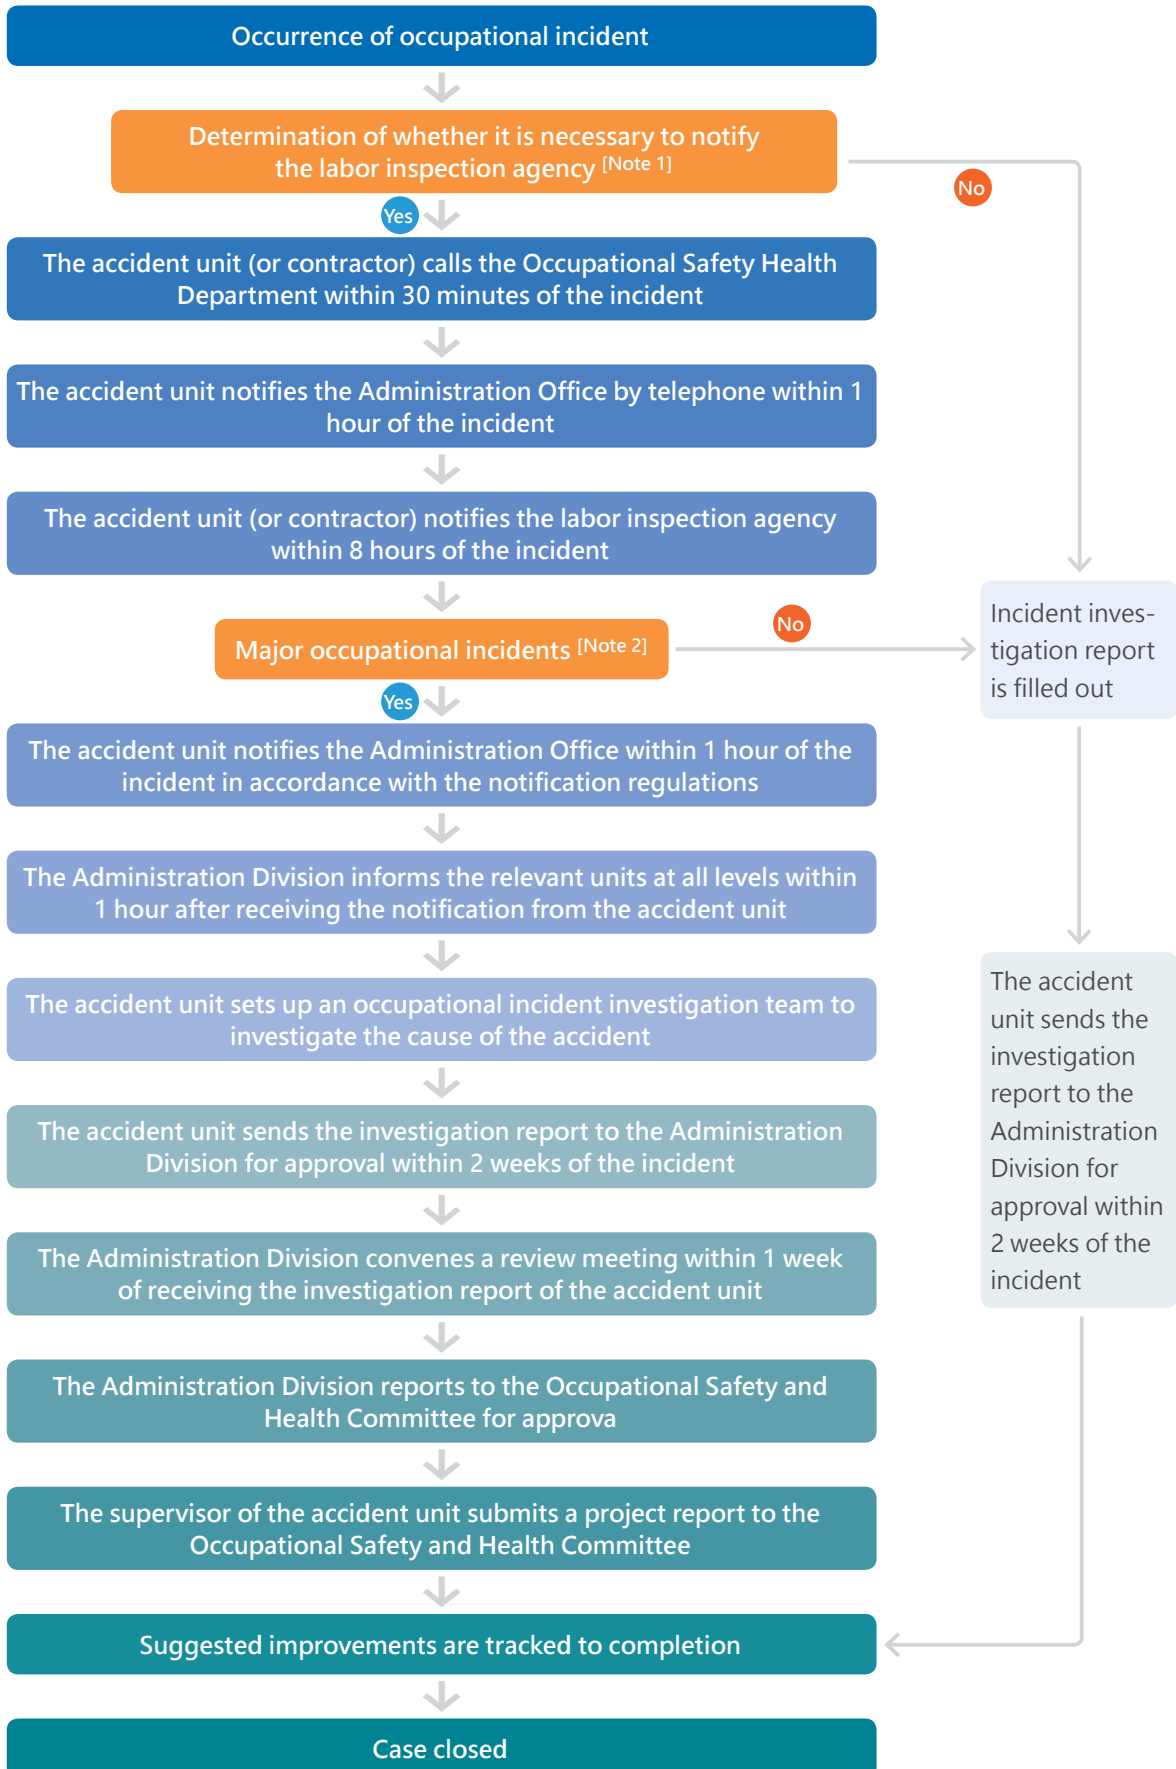 Occurrence of occupational incident
Determination of whether it is necessary to notify
the labor inspection agency [Note 1]
No
Yes
The accident unit (or contractor) calls the Occupational Safety Health
Department within 30 minutes of the incident
The accident unit notifies the Administration Office by telephone within 1
hour of the incident
The accident unit (or contractor) notifies the labor inspection agency
within 8 hours of the incident
Major occupational incidents [Note 2]
No
Yes
Incident inves-
tigation report
is filled out
The accident unit notifies the Administration Office within 1 hour of the
incident in accordance with the notification regulations
The Administration Division informs the relevant units at all levels within
1 hour after receiving the notification from the accident unit
The accident unit sets up an occupational incident investigation team to
investigate the cause of the accident
The accident unit sends the investigation report to the Administration
Division for approval within 2 weeks of the incident
The Administration Division convenes a review meeting within 1 week
of receiving the investigation report of the accident unit
The accident
unit sends the
investigation
report to the
Administration
Division for
approval within
2 weeks of the
incident
The Administration Division reports to the Occupational Safety and
Health Committee for approva
The supervisor of the accident unit submits a project report to the
Occupational Safety and Health Committee
Suggested improvements are tracked to completion
Case closed